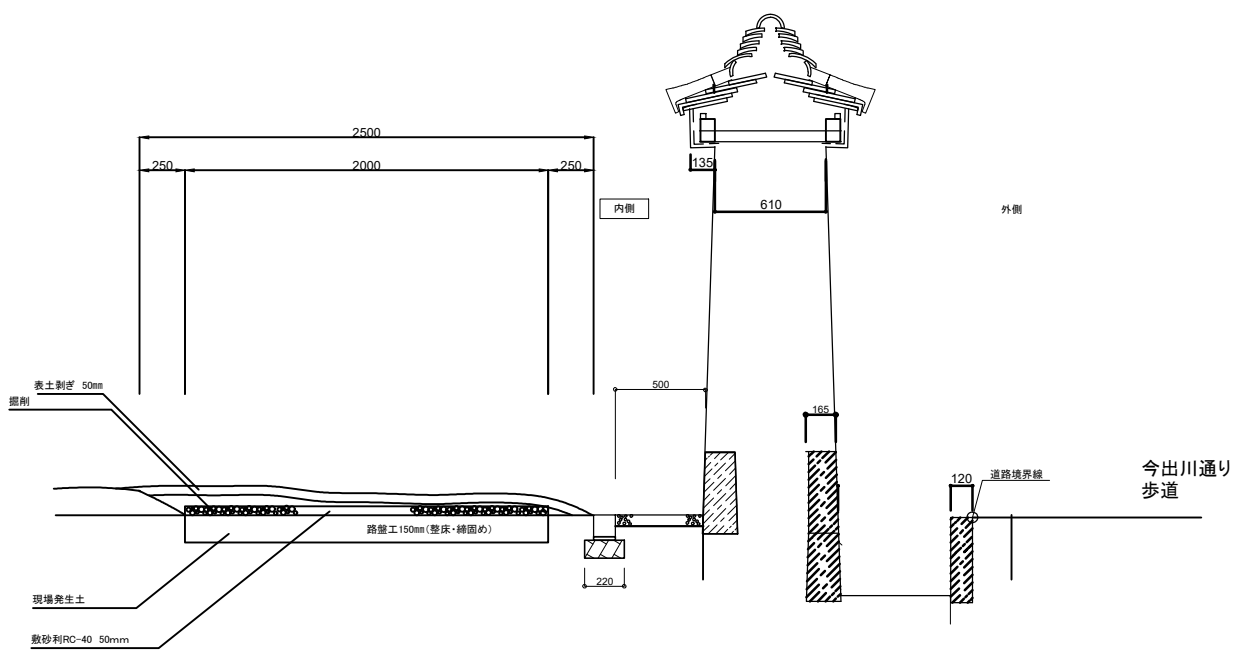 2500
250
2000
250
135
610
内側
外側
表土剥ぎ 50mm
掘削
500
165
120
道路境界線
今出川通り
歩道
路盤工150mm(整床・締固め)
220
現場発生土
敷砂利RC-40 50mm